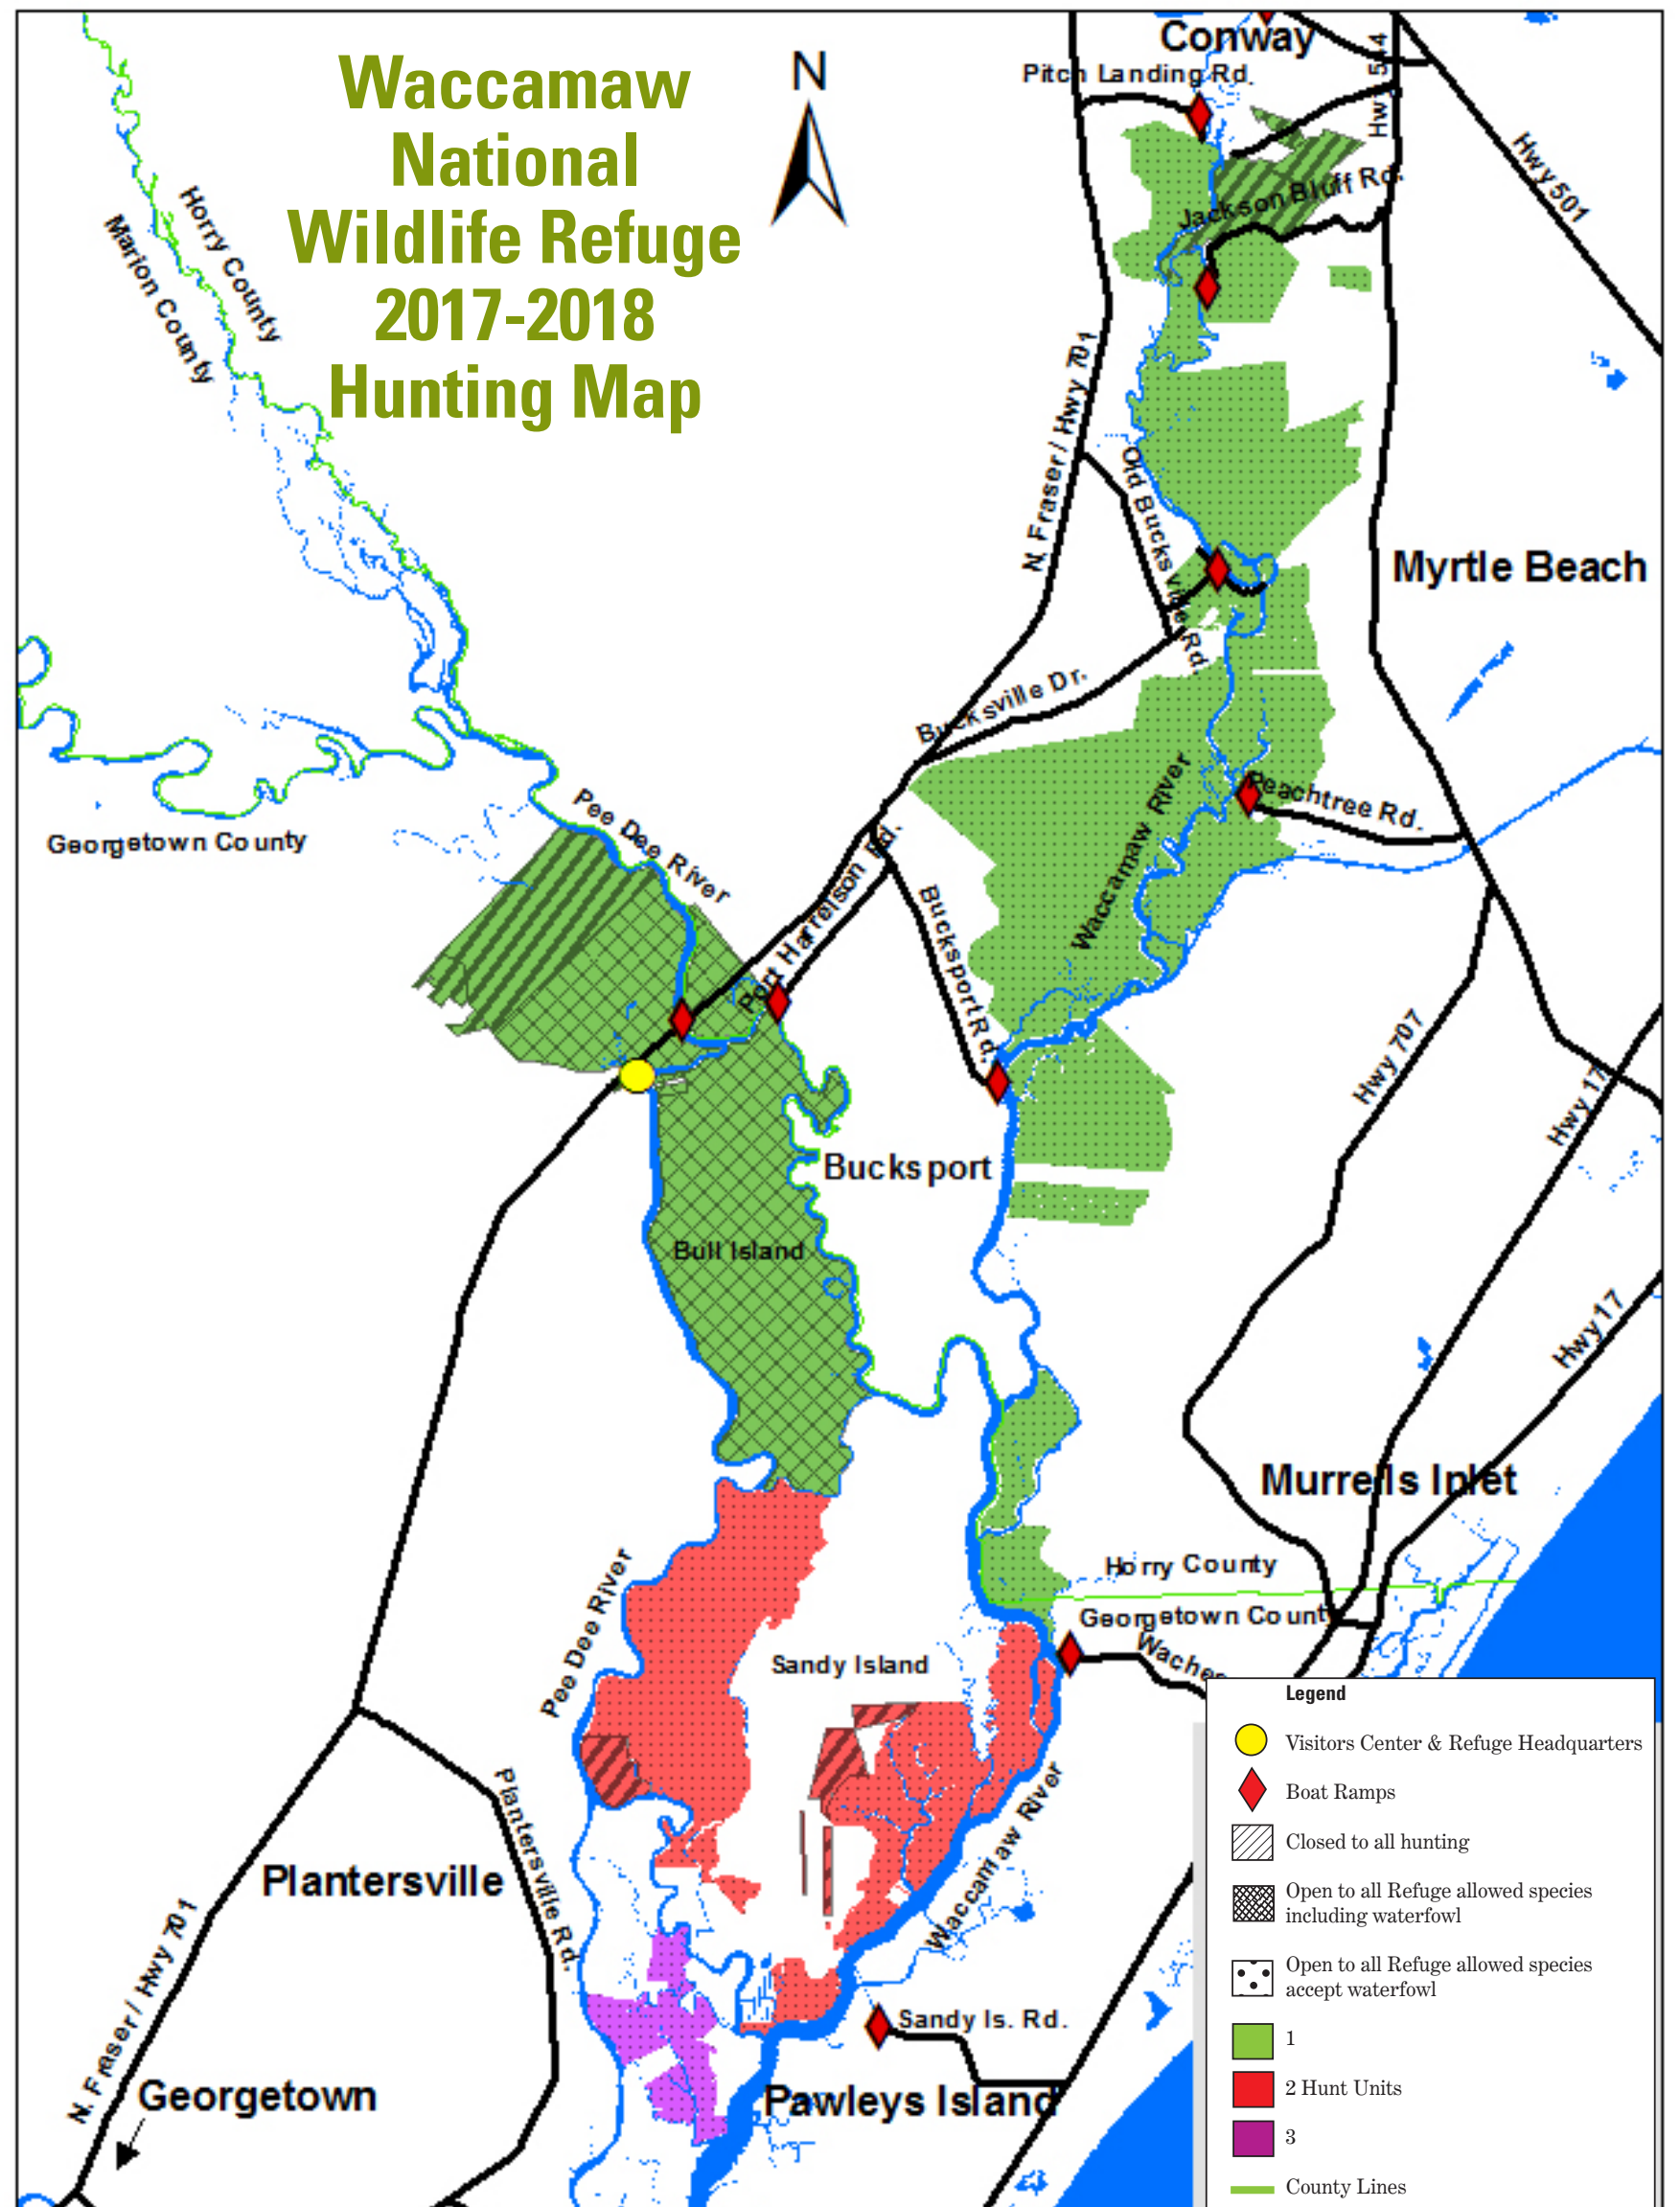 Waccamaw
National
Wildlife Refuge
2017-2018
Hunting Map
N
Conway
Pitch Landing Rd.
Hwy 544
Hwy 501
Jackson Bluff Rd.
Horry County
Marion County
N. Fraser / Hwy 701
Old Bucksville Rd.
Myrtle Beach
Bucksville Dr.
Waccamaw River
Peachtree Rd.
Georgetown County
Pee Dee River
Port Harrelson Rd.
Bucksport Rd.
Hwy 707
Hwy 17
Bucksport
Bull Island
Hwy 17
Murrells Inlet
Horry County
Georgetown County
Pee Dee River
Sandy Island
Wacher
Waccamaw River
Plantersville
Plantersville Rd.
N. Fraser / Hwy 701
Georgetown
Sandy Is. Rd.
Pawleys Island
Legend
Visitors Center & Refuge Headquarters
Boat Ramps
Closed to all hunting
Open to all Refuge allowed species
including waterfowl
Open to all Refuge allowed species
accept waterfowl
1
2 Hunt Units
3
County Lines